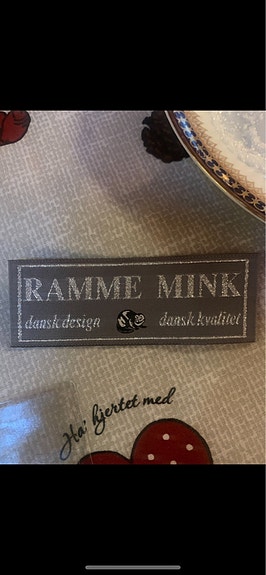 RAMME MINK
dansk design dansk kvalitet
Ha' hjertet med